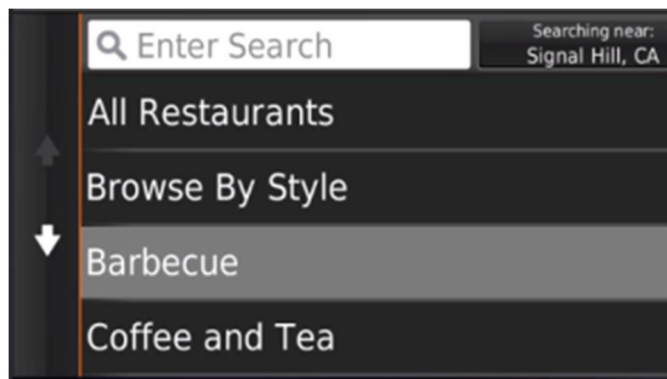 Enter Search
Searching near:
Signal Hill, CA
All Restaurants
Browse By Style
Barbecue
Coffee and Tea